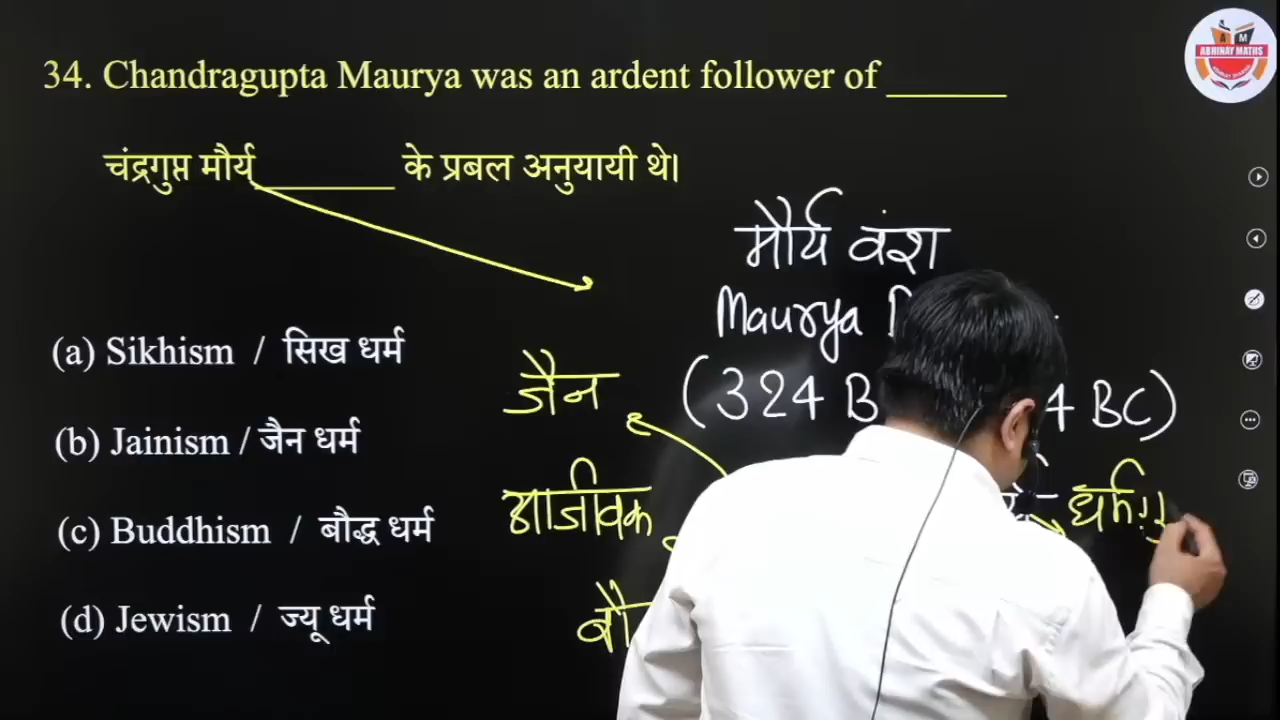 34. Chandragupta Maurya was an ardent follower of ______
चंद्रगुप्त मौर्य ______ के प्रबल अनुयायी थे।
(a) Sikhism / सिख धर्म
(b) Jainism / जैन धर्म
(c) Buddhism / बौद्ध धर्म
(d) Jewism / ज्यू धर्म
मौर्य वंश
Maurya
(324 B 4 BC)
जैन
आजीवक
धर्म
ABHINAY MATHS